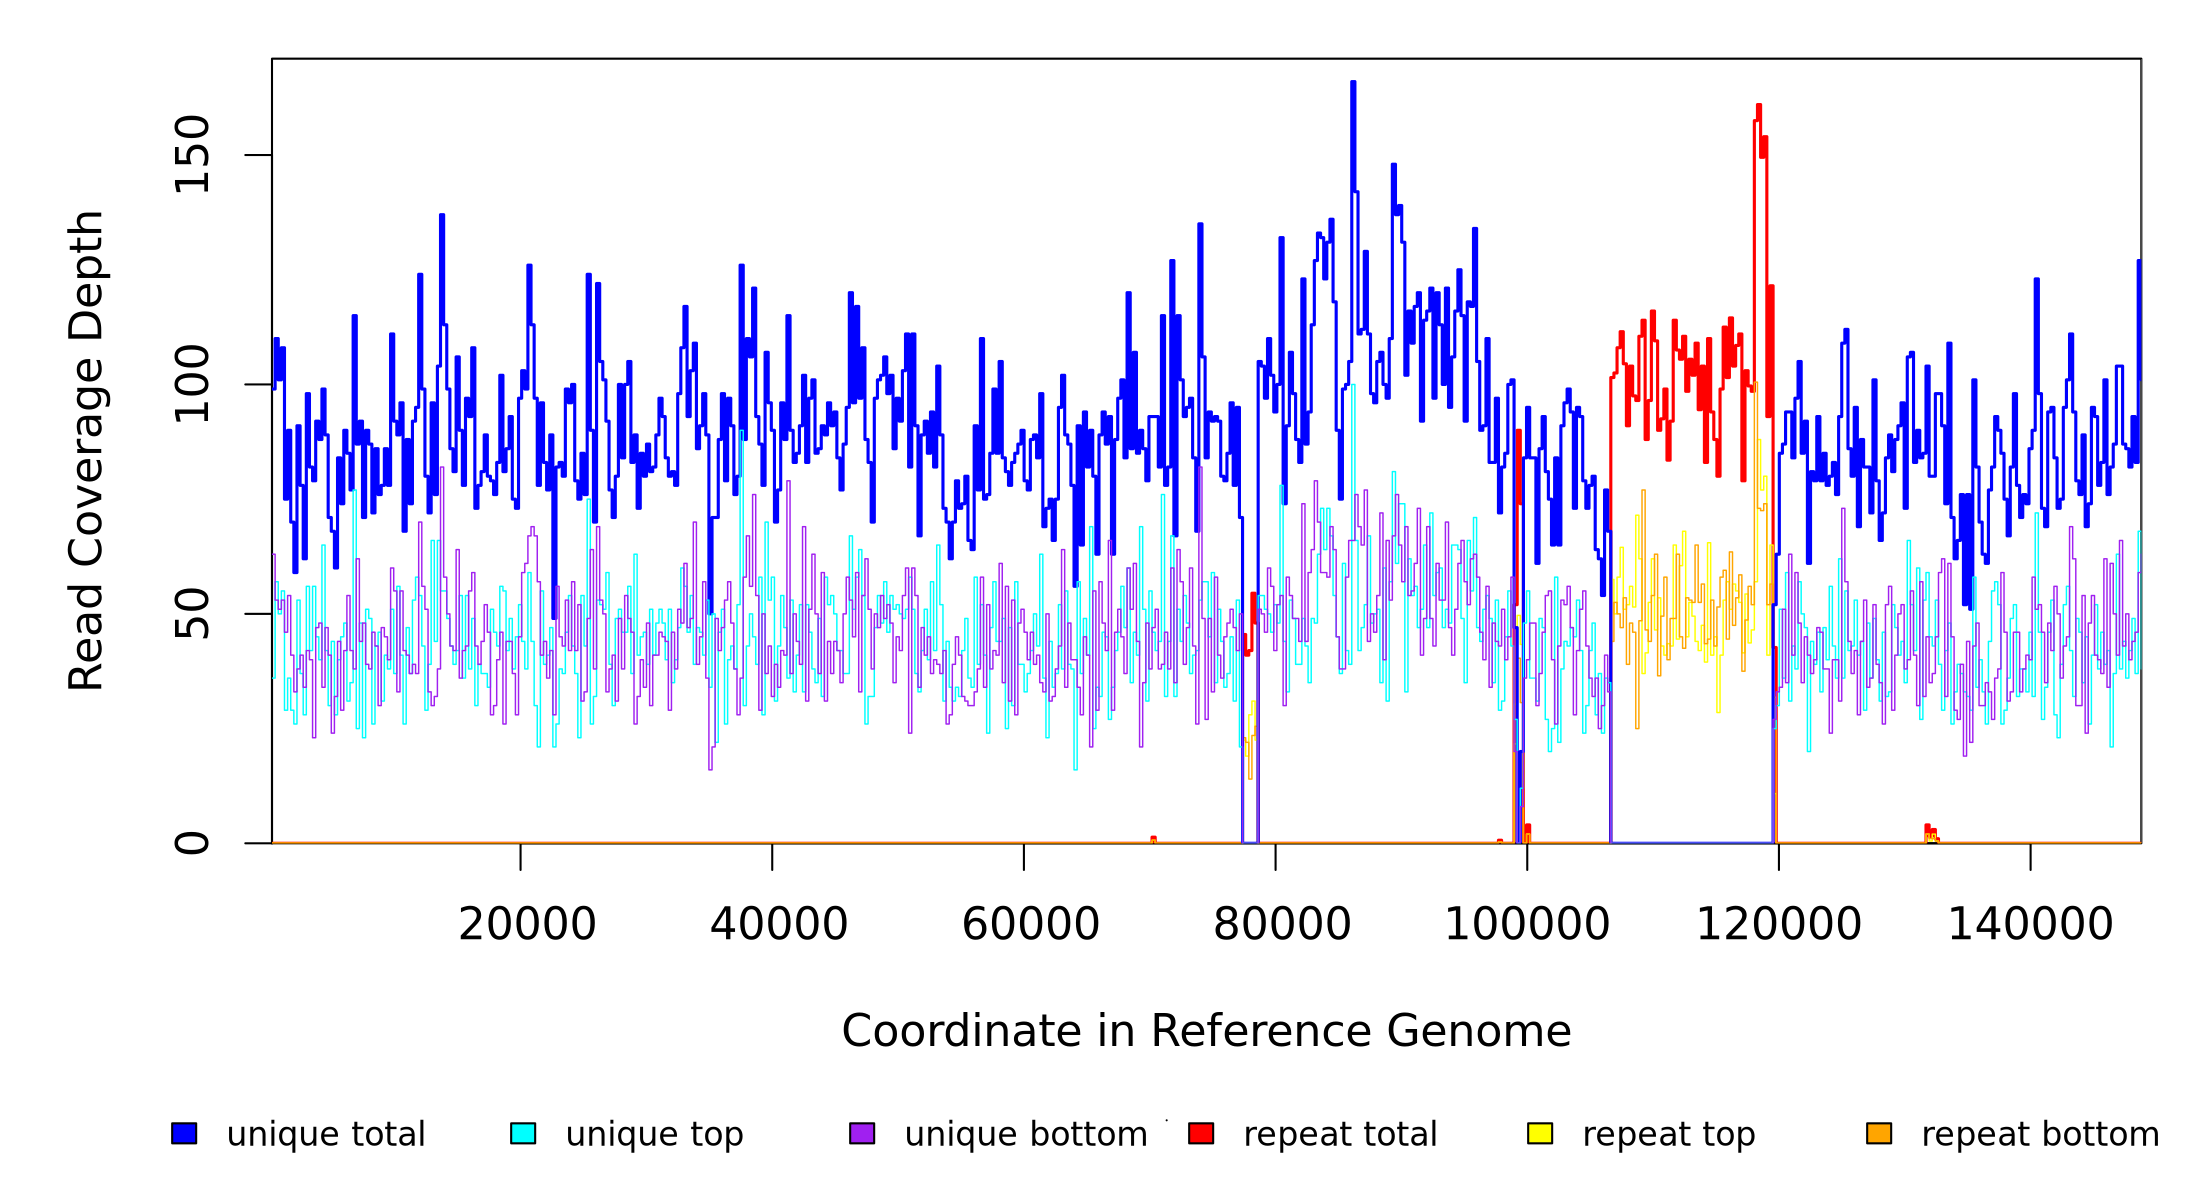 Read Coverage Depth
150
100
50
0
20000 40000 60000 80000 100000 120000 140000
Coordinate in Reference Genome
unique total unique top unique bottom repeat total repeat top repeat bottom